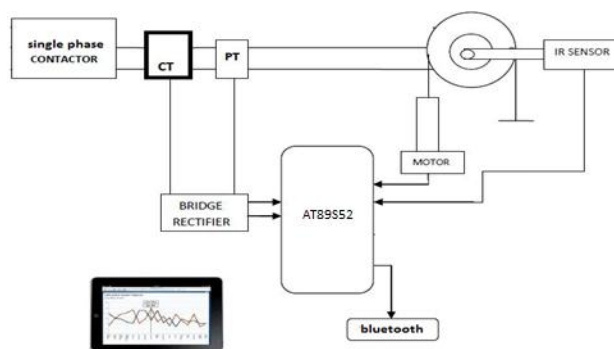 single phase
CONTACTOR
CT
PT
IR SENSOR
MOTOR
BRIDGE
RECTIFIER
AT89S52
bluetooth